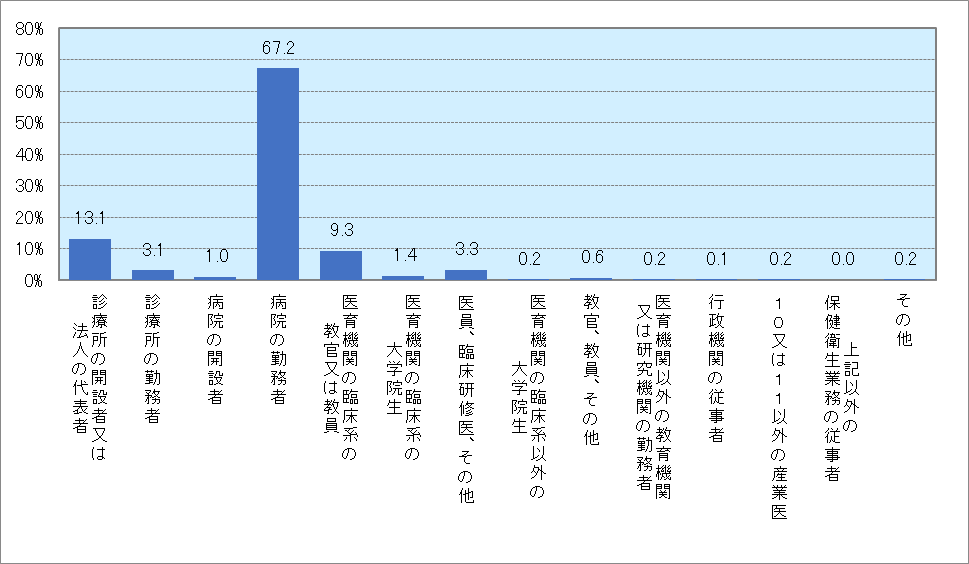 80%
70%
60%
50%
40%
30%
20%
10%
0%
13.1
3.1
1.0
67.2
9.3
1.4
3.3
0.2
0.6
0.2
0.1
0.2
0.0
0.2
診療所の開設者又は
法人の代表者
診療所の勤務者
病院の開設者
病院の勤務者
医育機関の臨床系の
教官又は教員
医育機関の臨床系の
大学院生
医員、臨床研修医、その他
医育機関の臨床系以外の
大学院生
教官、教員、その他
医育機関以外の教育機関
又は研究機関の勤務者
行政機関の従事者
10又は11以外の産業医
上記以外の
保健衛生業務の従事者
その他